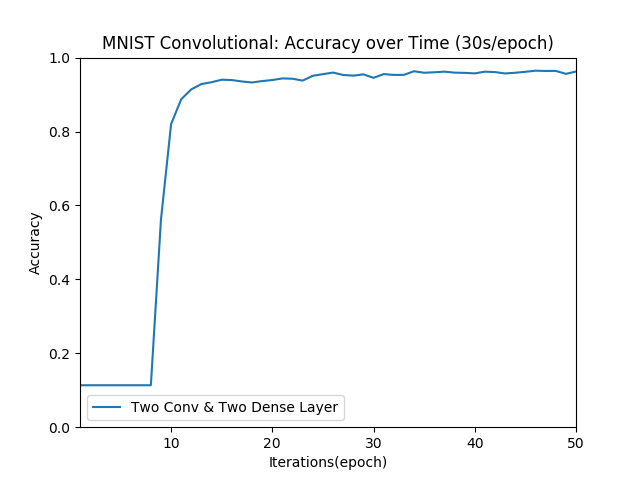 MNIST Convolutional: Accuracy over Time (30s/epoch)
1.0
0.8
0.6
0.4
0.2
0.0
Accuracy
Two Conv & Two Dense Layer
10 20 30 40 50
Iterations(epoch)